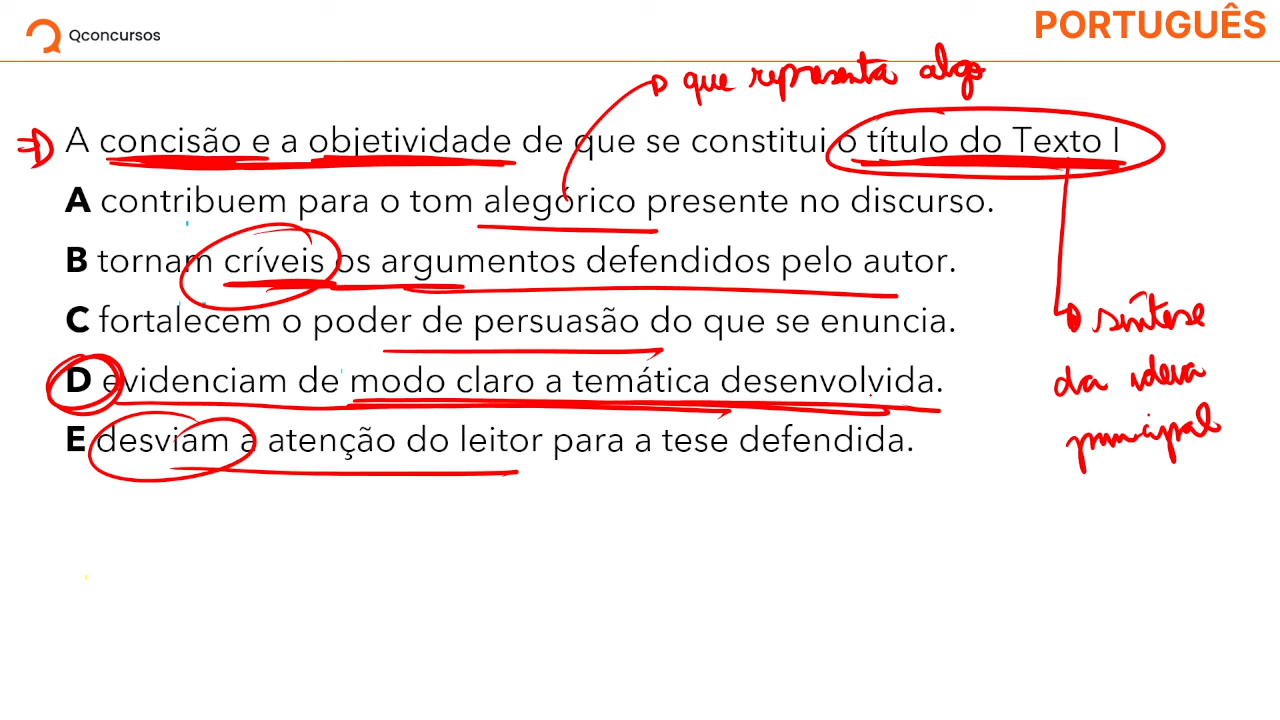 Qconcursos
PORTUGUÊS
que representa algo
A concisão e a objetividade de que se constitui o título do Texto I
A contribuem para o tom alegórico presente no discurso.
B tornam críveis os argumentos defendidos pelo autor.
C fortalecem o poder de persuasão do que se enuncia.
D evidenciam de modo claro a temática desenvolvida.
E desviam a atenção do leitor para a tese defendida.
síntese
da ideia
principal